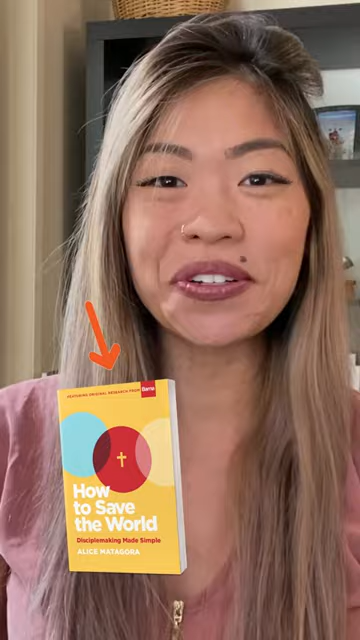 FEATURING ORIGINAL RESEARCH FROM Barna
How
to Save
the World
Disciplemaking Made Simple
ALICE MATAGORA